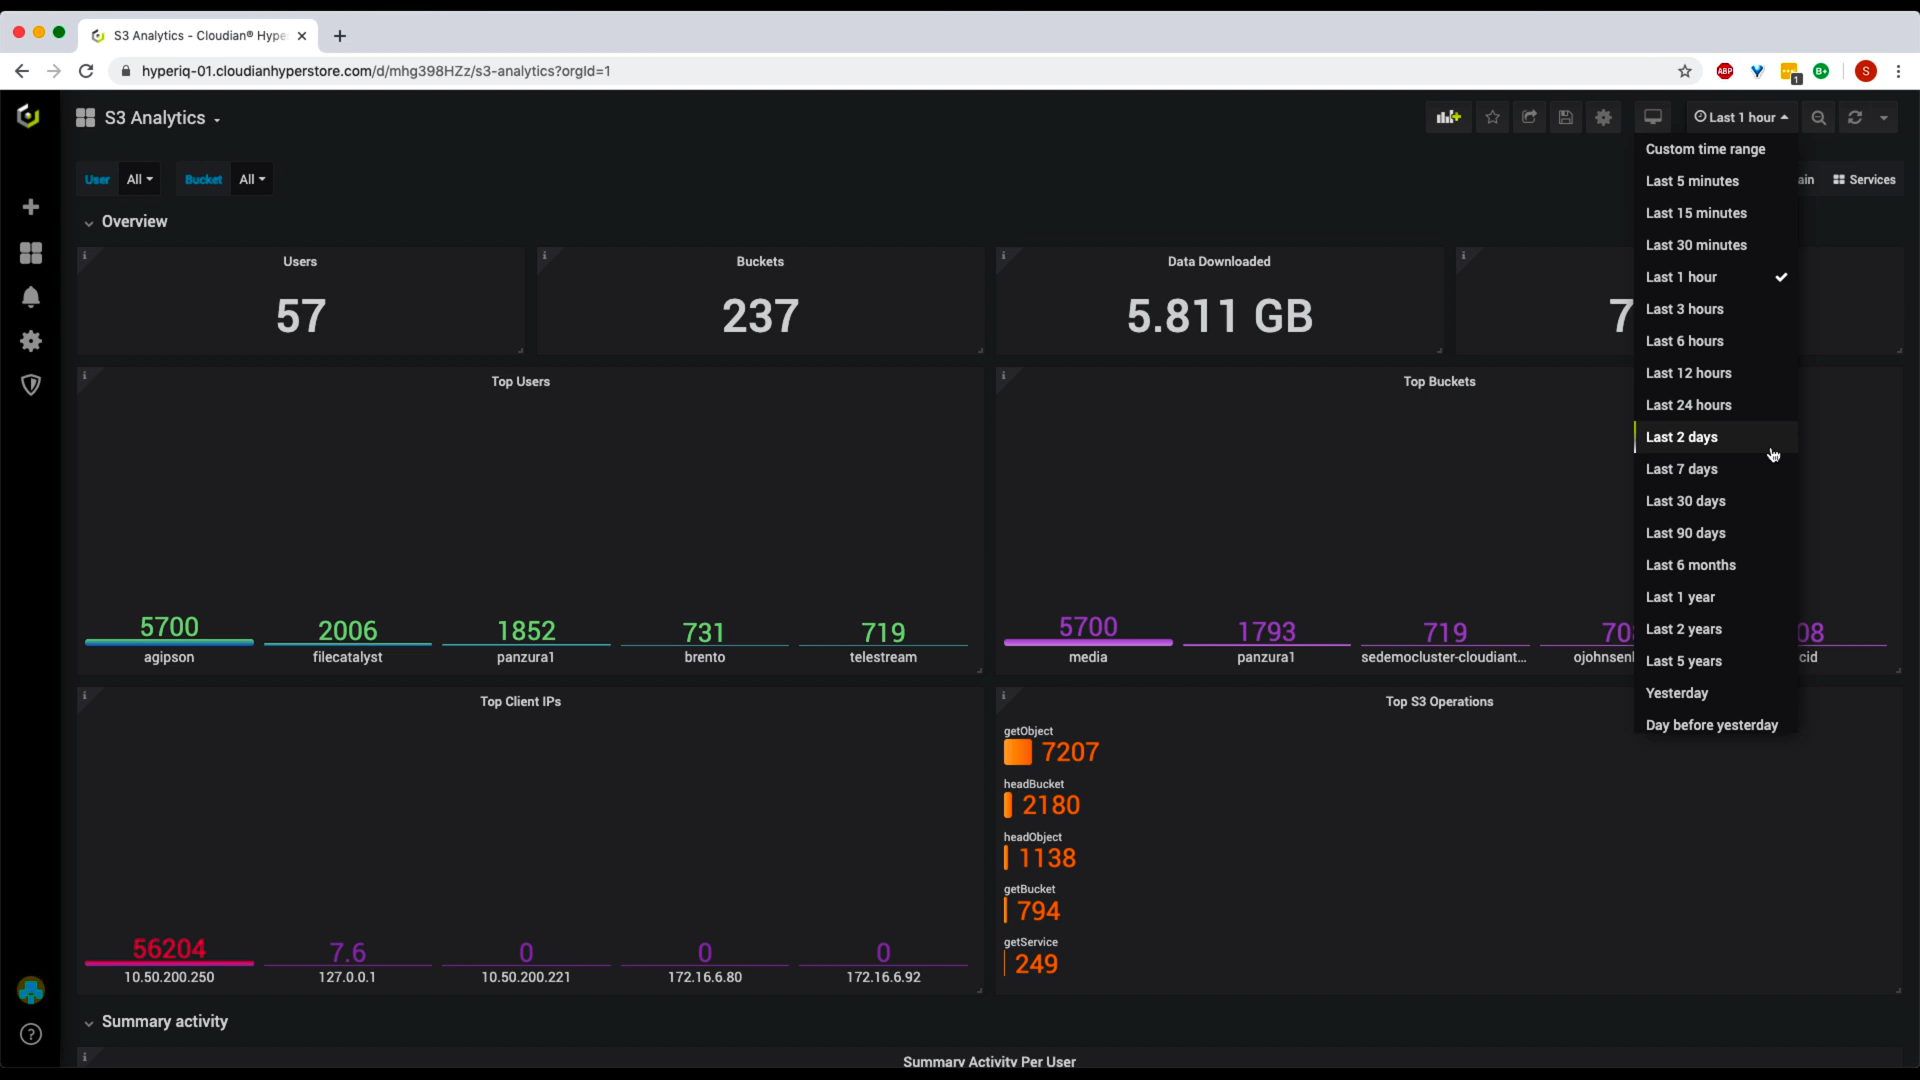 S3 Analytics - Cloudian® Hype
hyperiq-01.cloudianhyperstore.com/d/mhg398HZz/s3-analytics?orgId=1
ABP
1
B+
S
S3 Analytics
Last 1 hour
User All
Bucket All
ain
Services
Custom time range
Last 5 minutes
Last 15 minutes
Last 30 minutes
Last 1 hour
Last 3 hours
Last 6 hours
Last 12 hours
Last 24 hours
Last 2 days
Last 7 days
Last 30 days
Last 90 days
Last 6 months
Last 1 year
Last 2 years
Last 5 years
Yesterday
Day before yesterday
Overview
Users
57
Buckets
237
Data Downloaded
5.811 GB
7
Top Users
5700 2006 1852 731 719
agipson filecatalyst panzura1 brento telestream
Top Buckets
5700 1793 719 70 08
media panzura1 sedemocluster-cloudiant... ojohnsen cid
Top Client IPs
56204 7.6 0 0 0
10.50.200.250 127.0.0.1 10.50.200.221 172.16.6.80 172.16.6.92
Top S3 Operations
getObject
7207
headBucket
2180
headObject
1138
getBucket
794
getService
249
Summary activity
Summary Activity Per User